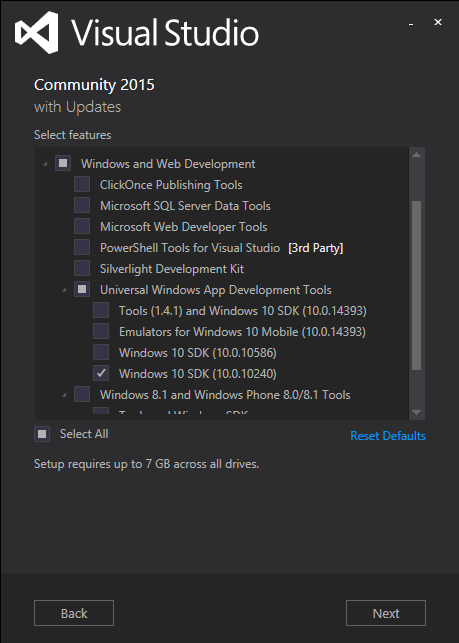 Visual Studio
Community 2015
with Updates
Select features
Windows and Web Development
ClickOnce Publishing Tools
Microsoft SQL Server Data Tools
Microsoft Web Developer Tools
PowerShell Tools for Visual Studio [3rd Party]
Silverlight Development Kit
Universal Windows App Development Tools
Tools (1.4.1) and Windows 10 SDK (10.0.14393)
Emulators for Windows 10 Mobile (10.0.14393)
Windows 10 SDK (10.0.10586)
Windows 10 SDK (10.0.10240)
Windows 8.1 and Windows Phone 8.0/8.1 Tools
Select All
Reset Defaults
Setup requires up to 7 GB across all drives.
Back
Next